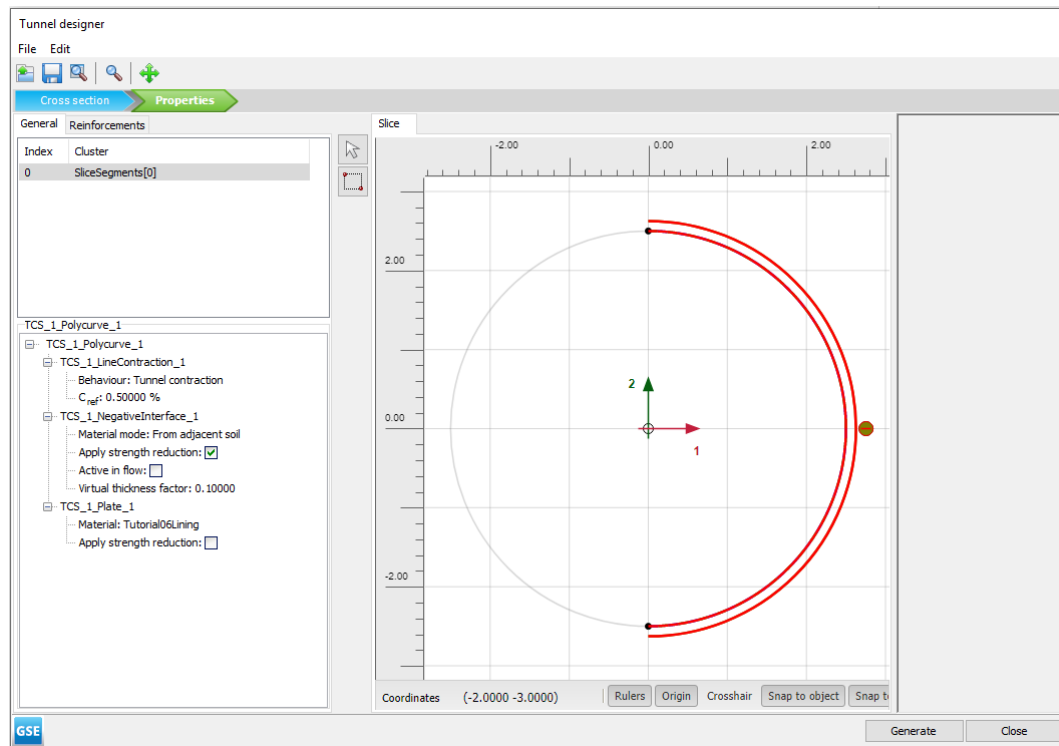 Tunnel designer
File Edit
Cross section Properties
General Reinforcements
Slice
Index Cluster
0 SliceSegments[0]
-2.00 0.00 2.00
2.00
0.00
-2.00
2
1
TCS_1_Polycurve_1
TCS_1_Polycurve_1
TCS_1_LineContraction_1
Behaviour: Tunnel contraction
Cref: 0.50000 %
TCS_1_NegativeInterface_1
Material mode: From adjacent soil
Apply strength reduction:
Active in flow:
Virtual thickness factor: 0.10000
TCS_1_Plate_1
Material: Tutorial06Lining
Apply strength reduction:
Coordinates (-2.0000 -3.0000) Rulers Origin Crosshair Snap to object Snap to
GSE Generate Close